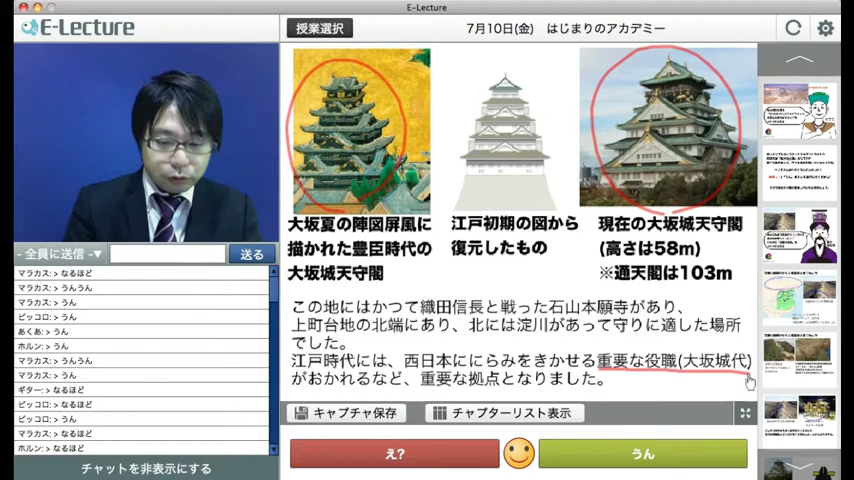 E-Lecture
E-Lecture
授業選択
7月10日(金) はじまりのアカデミー
大坂夏の陣図屏風に
描かれた豊臣時代の
大坂城天守閣
江戸初期の図から
復元したもの
現在の大坂城天守閣
(高さは58m)
※通天閣は103m
この地にはかつて織田信長と戦った石山本願寺があり、
上町台地の北端にあり、北には淀川があって守りに適した場所
でした。
江戸時代には、西日本ににらみをきかせる重要な役職(大坂城代)
がおかれるなど、重要な拠点となりました。
- 全員に送信 -▼
送る
マラカス: > なるほど
マラカス: > うんうん
マラカス: > うん
ピッコロ: > うん
あくあ: > うん
ホルン: > うん
マラカス: > うんうん
ギター: > なるほど
ピッコロ: > なるほど
ピッコロ: > うん
マラカス: > なるほど
ホルン: > なるほど
チャットを非表示にする
キャプチャ保存
チャプターリスト表示
え?
うん